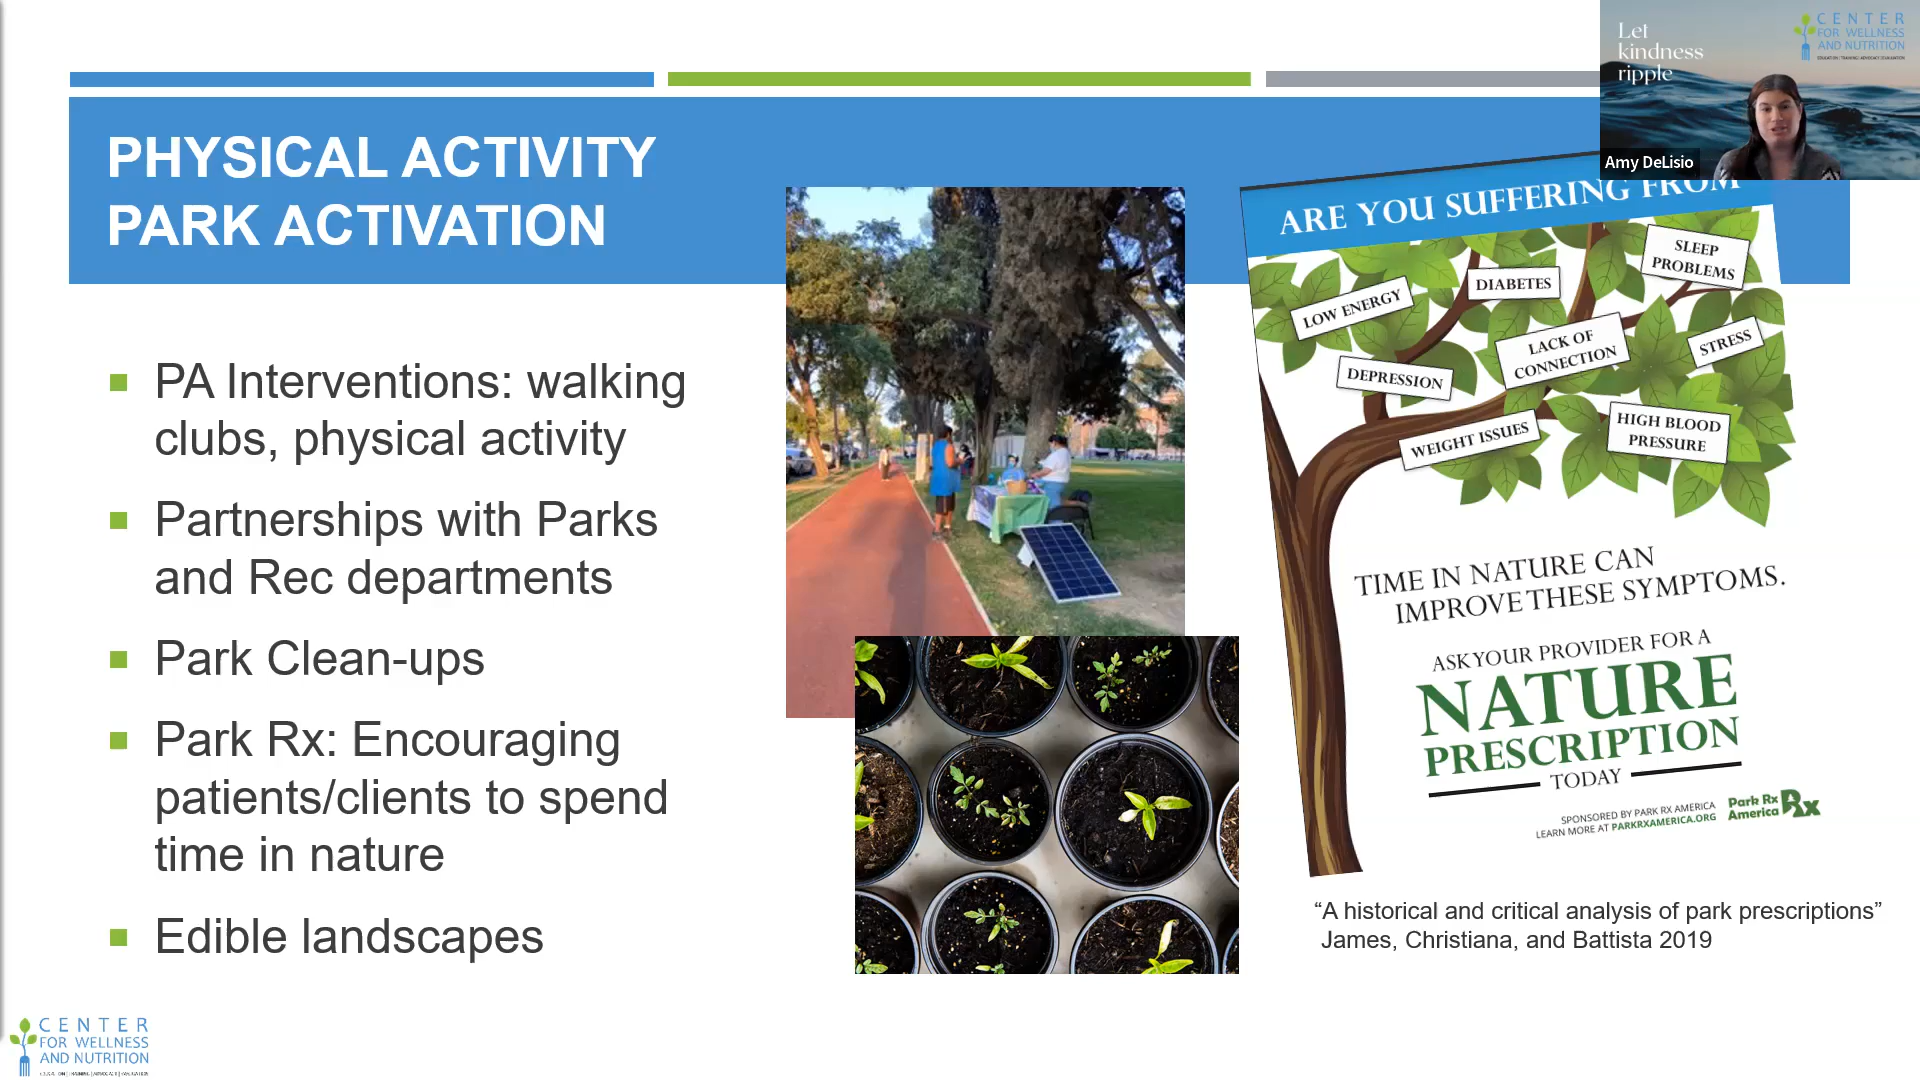 PHYSICAL ACTIVITY
PARK ACTIVATION
PA Interventions: walking
clubs, physical activity
Partnerships with Parks
and Rec departments
Park Clean-ups
Park Rx: Encouraging
patients/clients to spend
time in nature
Edible landscapes
ARE YOU SUFFERING FROM
SLEEP
PROBLEMS
DIABETES
LOW ENERGY
LACK OF
CONNECTION
STRESS
DEPRESSION
HIGH BLOOD
PRESSURE
WEIGHT ISSUES
TIME IN NATURE CAN
IMPROVE THESE SYMPTOMS.
ASK YOUR PROVIDER FOR A
NATURE
PRESCRIPTION
TODAY
SPONSORED BY PARK RX AMERICA
LEARN MORE AT PARKRXAMERICA.ORG
Park Rx
America
Rx
“A historical and critical analysis of park prescriptions”
James, Christiana, and Battista 2019
Let
kindness
ripple
CENTER
FOR WELLNESS
AND NUTRITION
Amy DeLisio
CENTER
FOR WELLNESS
AND NUTRITION